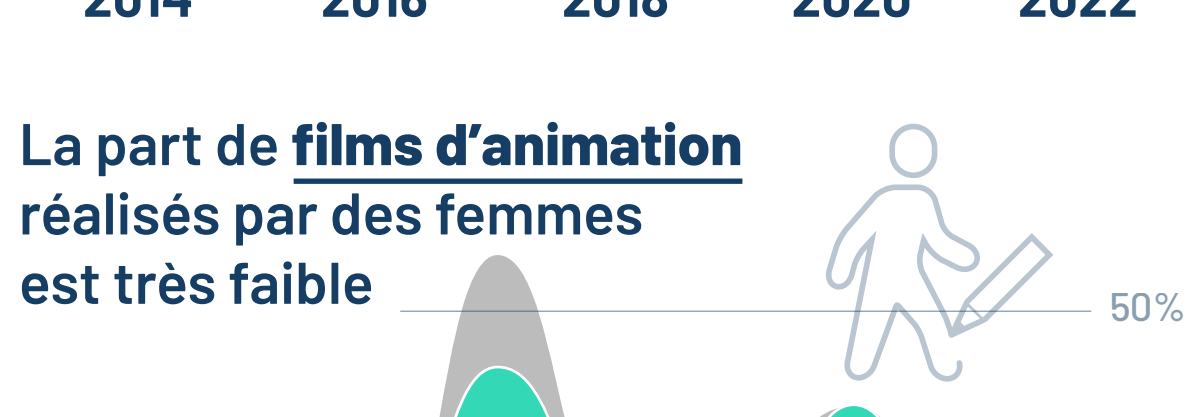 2014 2016 2018 2020 2022
La part de films d’animation
réalisés par des femmes
est très faible
50%